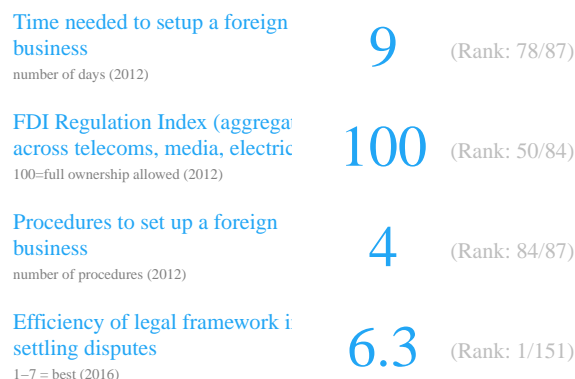 Time needed to setup a foreign
business
number of days (2012)
9
(Rank: 78/87)
FDI Regulation Index (aggregat
across telecoms, media, electric
100=full ownership allowed (2012)
100
(Rank: 50/84)
Procedures to set up a foreign
business
number of procedures (2012)
4
(Rank: 84/87)
Efficiency of legal framework i
settling disputes
1–7 = best (2016)
6.3
(Rank: 1/151)